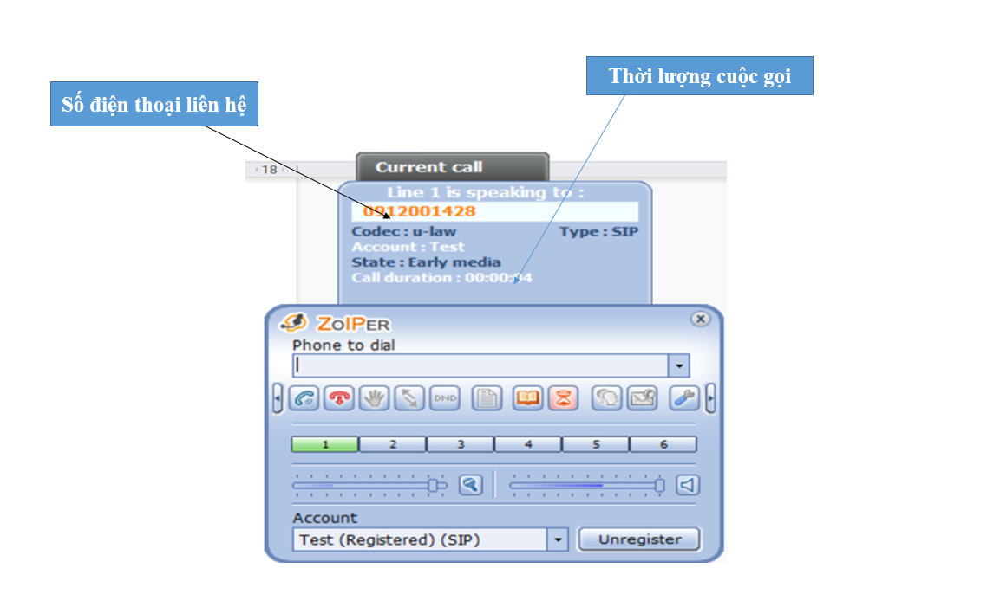 Thời lượng cuộc gọi
Số điện thoại liên hệ
18
Current call
Line 1 is speaking to :
0912001428
Codec : u-law Type : SIP
Account : Test
State : Early media
Call duration : 00:00:04
ZoIPER
Phone to dial
DND
1 2 3 4 5 6
Account
Test (Registered) (SIP) Unregister